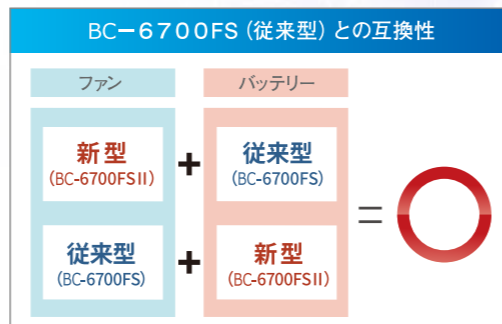 BC－6700FS（従来型）との互換性
ファン
バッテリー
新型
(BC-6700FSⅡ)
+
従来型
(BC-6700FS)
=
従来型
(BC-6700FS)
+
新型
(BC-6700FSⅡ)